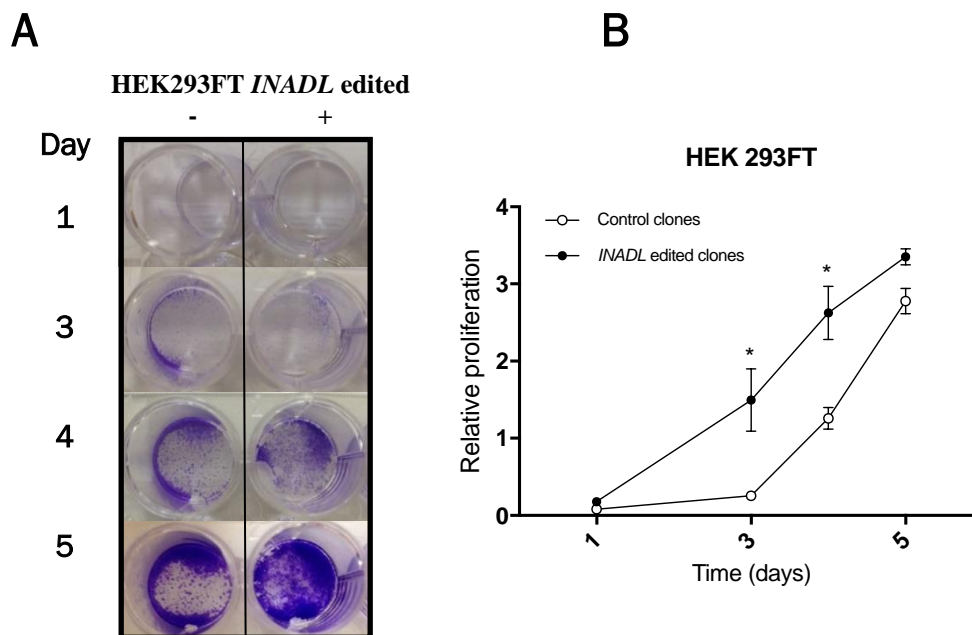 A
HEK293FT INADL edited
- +
Day
1
3
4
5
B
HEK 293FT
Control clones
INADL edited clones
Relative proliferation
4
3
2
1
0
*
*
1 3 5
Time (days)